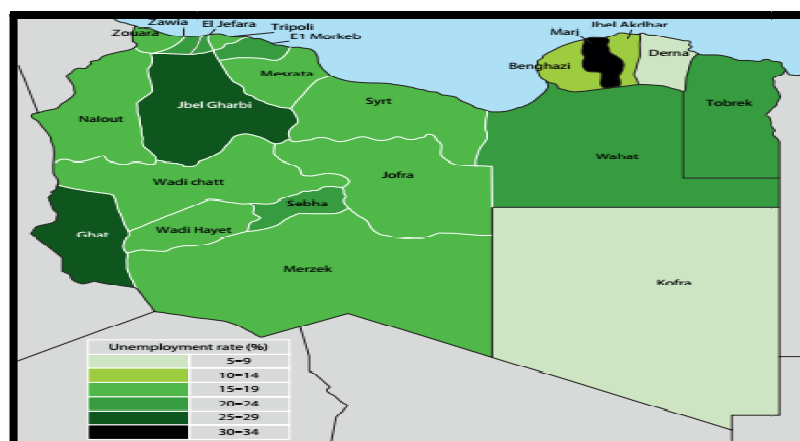 Zawia
El Jefara
Tripoli
Zouara
El Morkeb
Jbel Akdhar
Marj
Derna
Benghazi
Mesrata
Jbel Gharbi
Syrt
Tobrek
Nalout
Wahat
Wadi chatt
Jofra
Sebha
Ghat
Wadi Hayet
Merzek
Kofra
Unemployment rate (%)
5–9
10–14
15–19
20–24
25–29
30–34